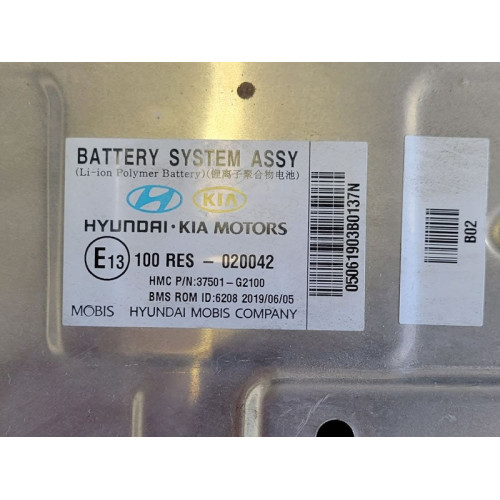 BATTERY SYSTEM ASSY
(Li-ion Polymer Battery)(锂离子聚合物电池)
KIA
HYUNDAI · KIA MOTORS
E13 100 RES - 020042
HMC P/N:37501-G2100
BMS ROM ID:6208 2019/06/05
MOBIS HYUNDAI MOBIS COMPANY
05061903B0137N
B02